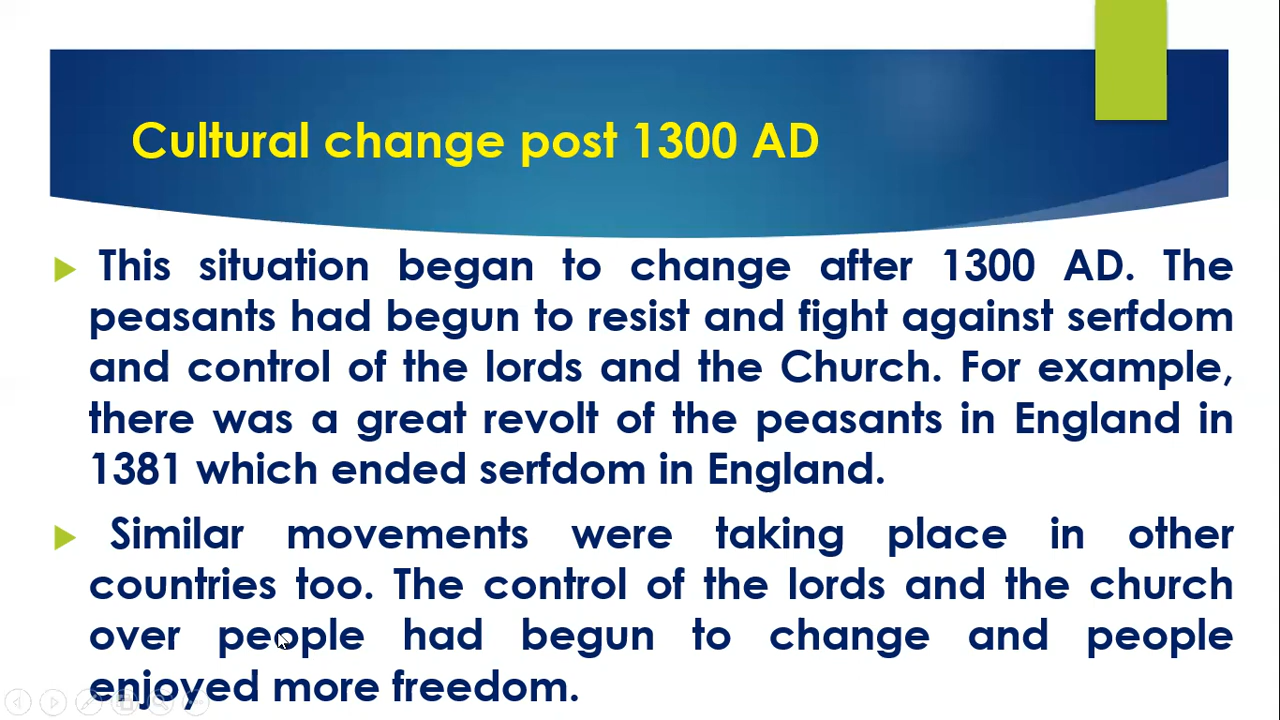 Cultural change post 1300 AD
This situation began to change after 1300 AD. The
peasants had begun to resist and fight against serfdom
and control of the lords and the Church. For example,
there was a great revolt of the peasants in England in
1381 which ended serfdom in England.
Similar movements were taking place in other
countries too. The control of the lords and the church
over people had begun to change and people
enjoyed more freedom.